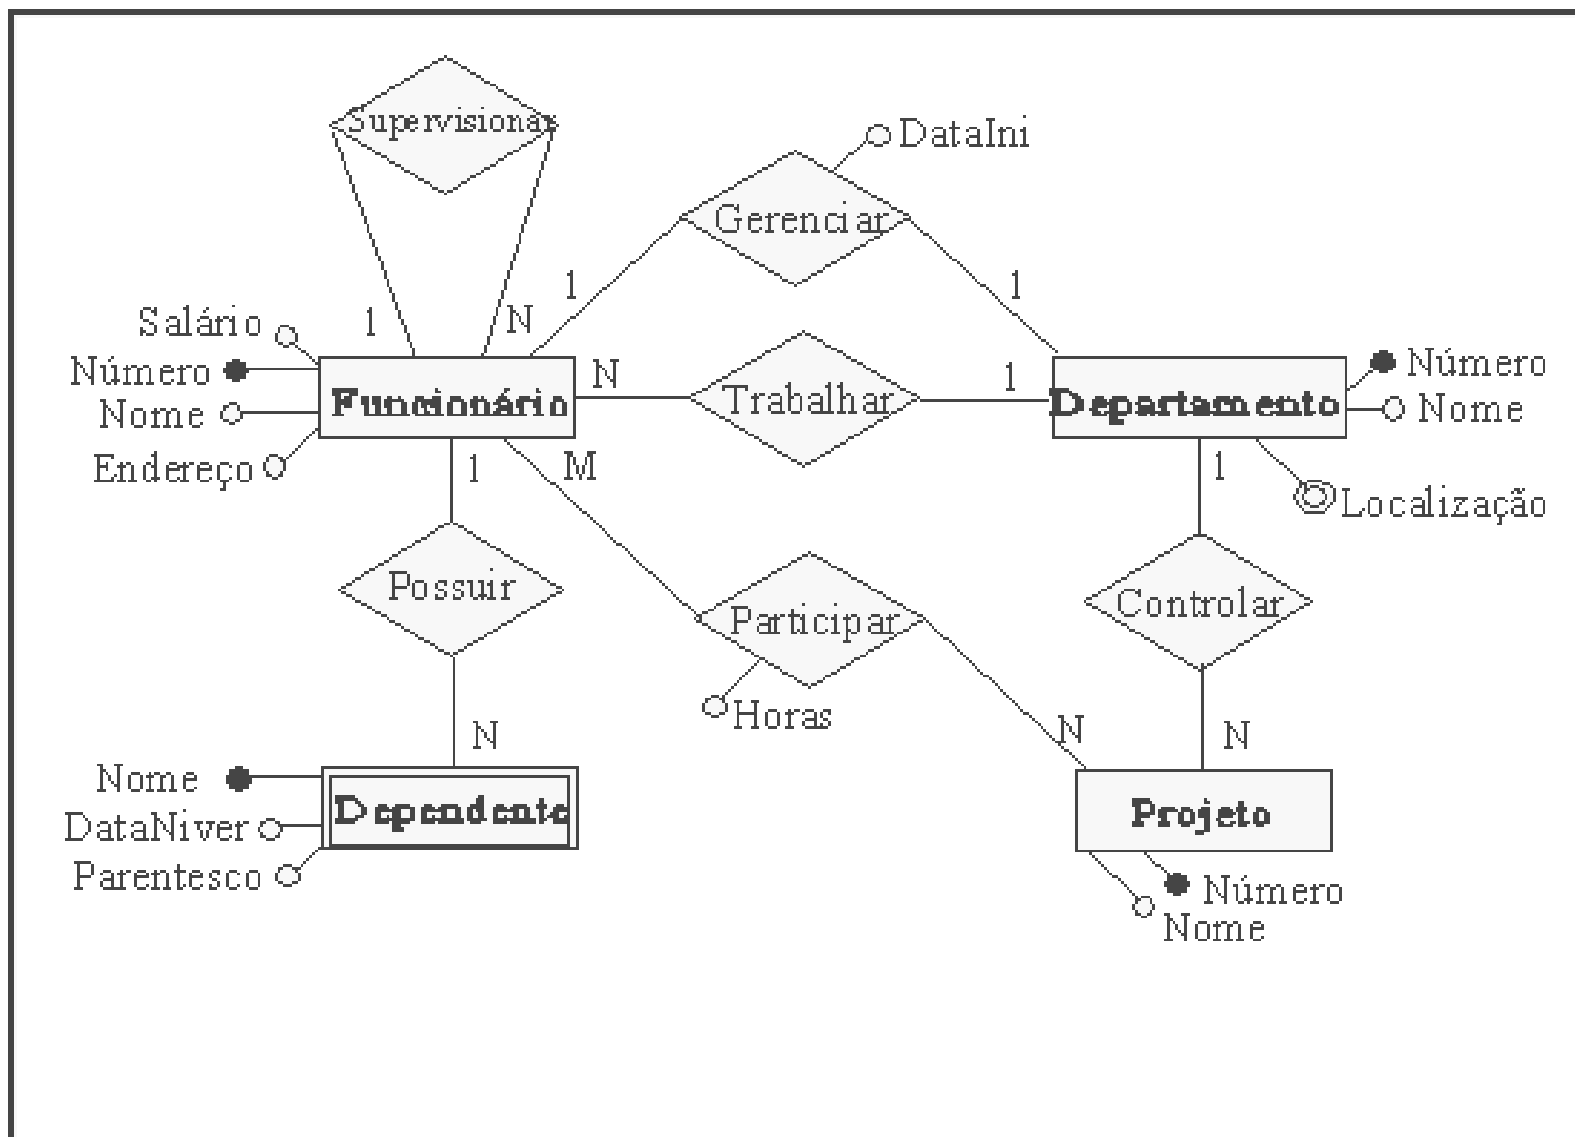 Supervisionar
DataIni
Gerenciar
1
1
Salário
1
N
Número
Nome
Endereço
Funcionário
N
Trabalhar
1
Departamento
Número
Nome
Localização
1
M
1
Possuir
Participar
Horas
Controlar
N
N
N
Nome
DataNiver
Parentesco
Dependente
Projeto
Número
Nome